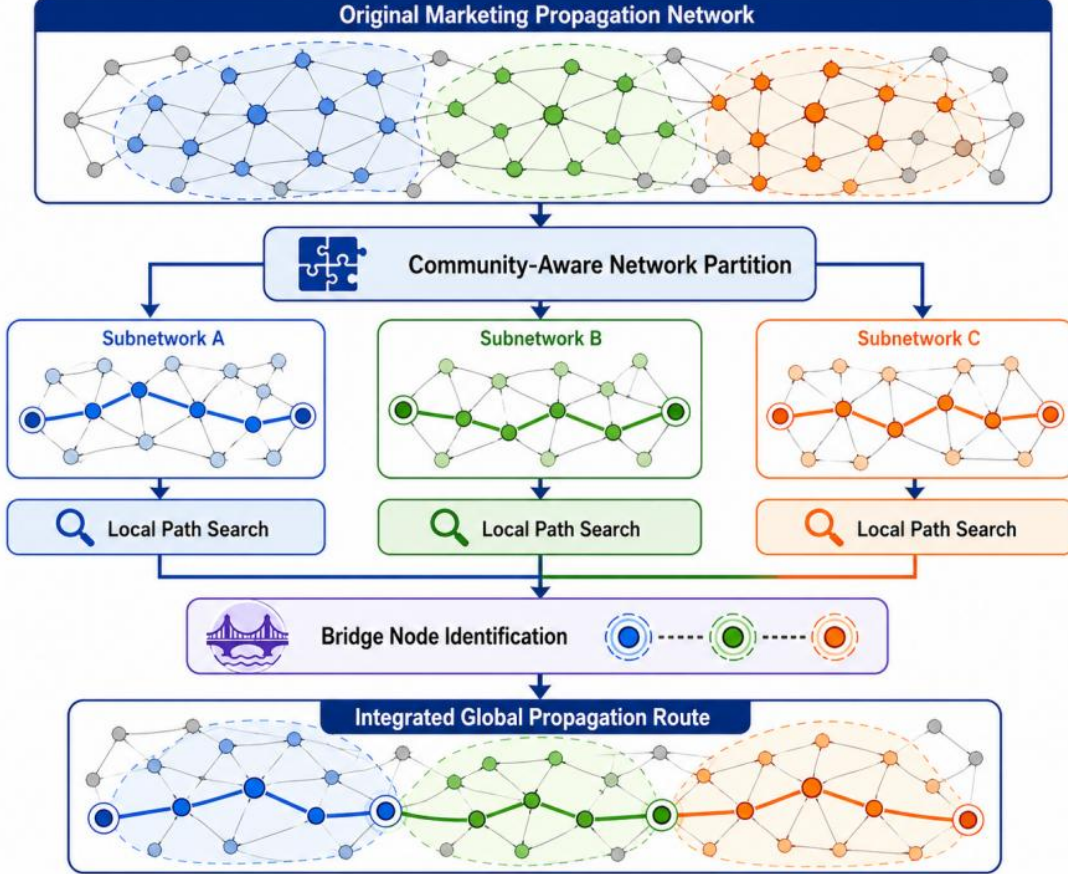 Original Marketing Propagation Network
Community-Aware Network Partition
Subnetwork A
Subnetwork B
Subnetwork C
Local Path Search
Local Path Search
Local Path Search
Bridge Node Identification
Integrated Global Propagation Route